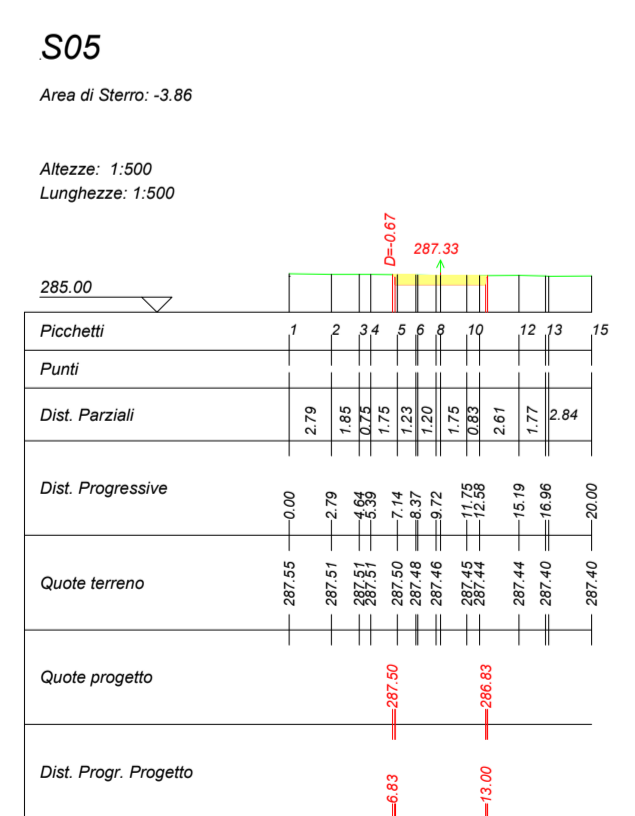 S05
Area di Sterro: -3.86
Altezze: 1:500
Lunghezze: 1:500
D=-0.67
287.33
285.00
Picchetti 1 2 3 4 5 6 8 10 12 13 15
Punti
Dist. Parziali 2.79 1.85 0.75 1.75 1.23 1.20 1.75 0.83 2.61 1.77 2.84
Dist. Progressive 0.00 2.79 4.64 5.39 7.14 8.37 9.72 11.75 12.58 15.19 16.96 20.00
Quote terreno 287.55 287.51 287.51 287.51 287.50 287.48 287.46 287.45 287.44 287.44 287.40 287.40
Quote progetto 287.50 286.83
Dist. Progr. Progetto 6.83 13.00